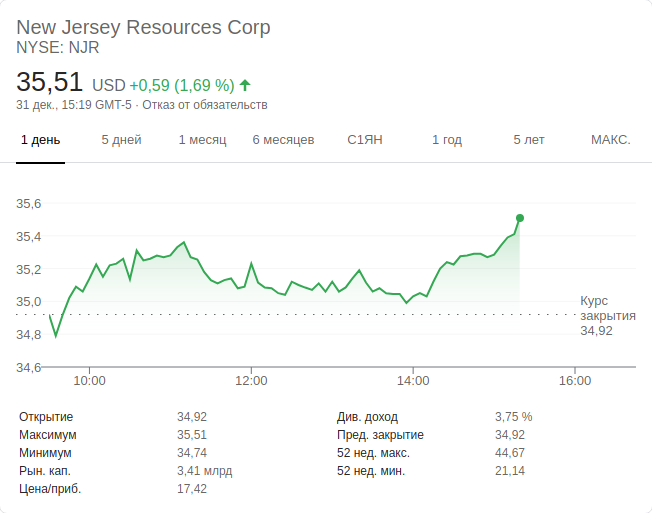 New Jersey Resources Corp
NYSE: NJR
35,51 USD +0,59 (1,69 %)
31 дек., 15:19 GMT-5 · Отказ от обязательств
1 день 5 дней 1 месяц 6 месяцев С1ЯН 1 год 5 лет МАКС.
35,6
35,4
35,2
35,0
34,8
34,6
Курс
закрытия
34,92
10:00 12:00 14:00 16:00
Открытие 34,92 Див. доход 3,75 %
Максимум 35,51 Пред. закрытие 34,92
Минимум 34,74 52 нед. макс. 44,67
Рын. кап. 3,41 млрд 52 нед. мин. 21,14
Цена/приб. 17,42